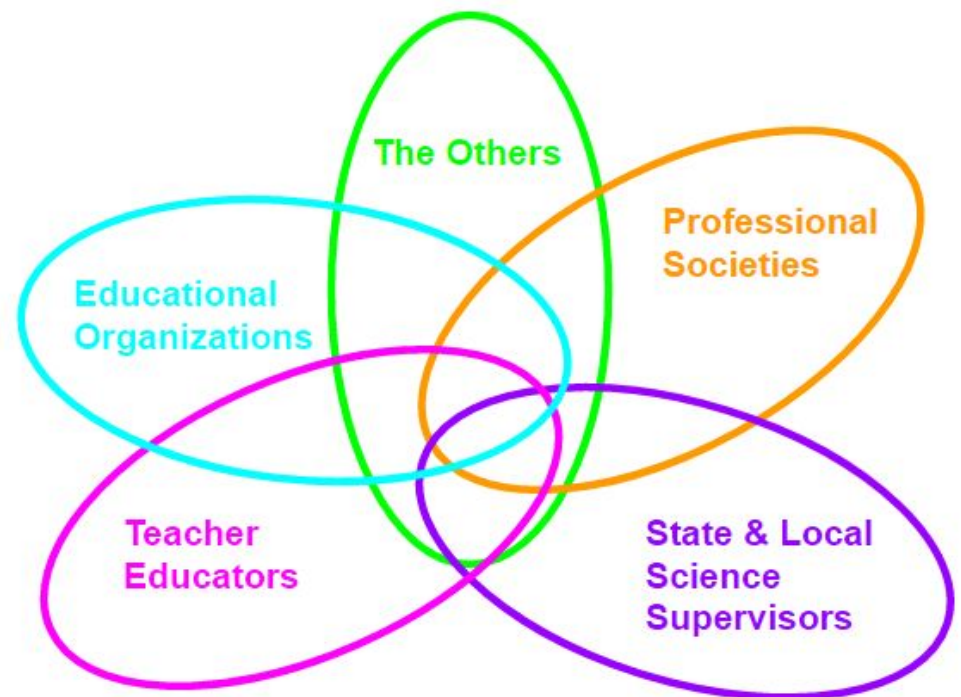 The Others
Professional
Societies
Educational
Organizations
Teacher
Educators
State & Local
Science
Supervisors